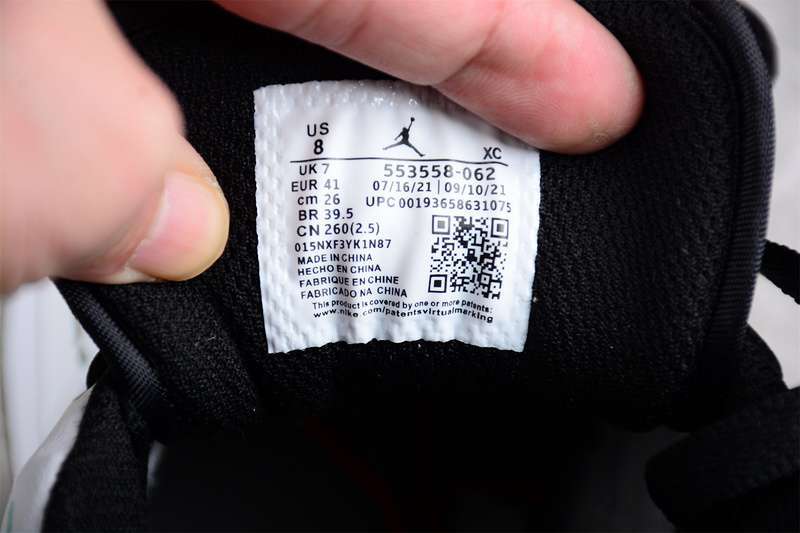 US
8
XC
UK 7
EUR 41
cm 26
BR 39.5
CN 260(2.5)
553558-062
07/16/21 | 09/10/21
UPC 00193658631075
015NXF3YK1N87
MADE IN CHINA
HECHO EN CHINA
FABRIQUE EN CHINE
FABRICADO NA CHINA
This product is covered by one or more patents:
www.nike.com/patentsvirtualmarking